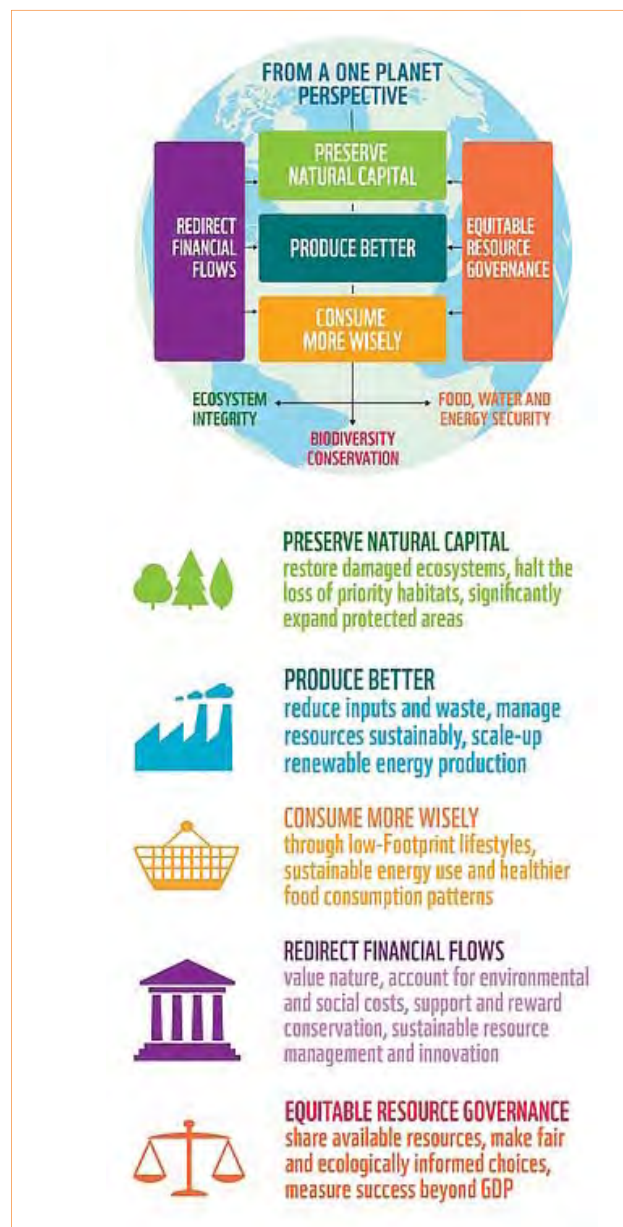 FROM A ONE PLANET
PERSPECTIVE
PRESERVE
NATURAL CAPITAL
REDIRECT
FINANCIAL
FLOWS
PRODUCE BETTER
EQUITABLE
RESOURCE
GOVERNANCE
CONSUME
MORE WISELY
ECOSYSTEM
INTEGRITY
BIODIVERSITY
CONSERVATION
FOOD, WATER AND
ENERGY SECURITY
PRESERVE NATURAL CAPITAL
restore damaged ecosystems, halt the
loss of priority habitats, significantly
expand protected areas
PRODUCE BETTER
reduce inputs and waste, manage
resources sustainably, scale-up
renewable energy production
CONSUME MORE WISELY
through low-Footprint lifestyles,
sustainable energy use and healthier
food consumption patterns
REDIRECT FINANCIAL FLOWS
value nature, account for environmental
and social costs, support and reward
conservation, sustainable resource
management and innovation
EQUITABLE RESOURCE GOVERNANCE
share available resources, make fair
and ecologically informed choices,
measure success beyond GDP